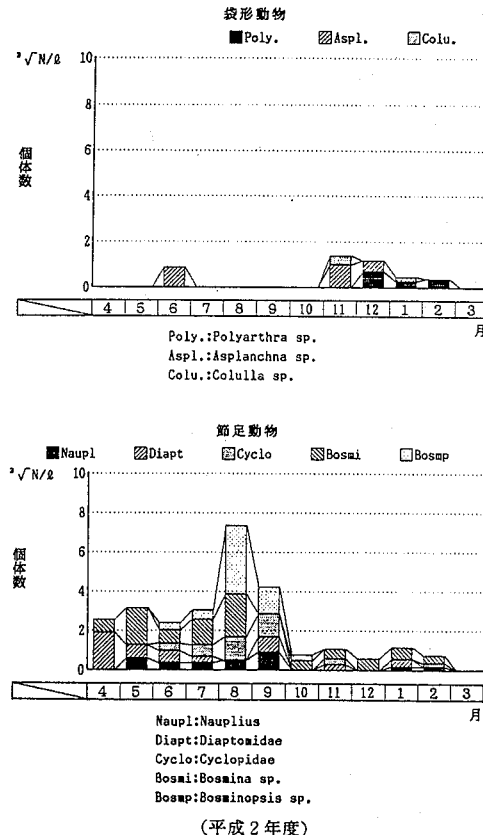 袋形動物
Poly. Aspl. Colu.
³√N/ℓ
10
8
6
4
2
0
個体数
4 5 6 7 8 9 10 11 12 1 2 3
月
Poly.:Polyarthra sp.
Aspl.:Asplanchna sp.
Colu.:Colulla sp.
節足動物
Naupl Diapt Cyclo Bosmi Bosmp
³√N/ℓ
10
8
6
4
2
0
個体数
4 5 6 7 8 9 10 11 12 1 2 3
月
Naupl:Nauplius
Diapt:Diaptomidae
Cyclo:Cyclopidae
Bosmi:Bosmina sp.
Bosmp:Bosminopsis sp.
(平成2年度)